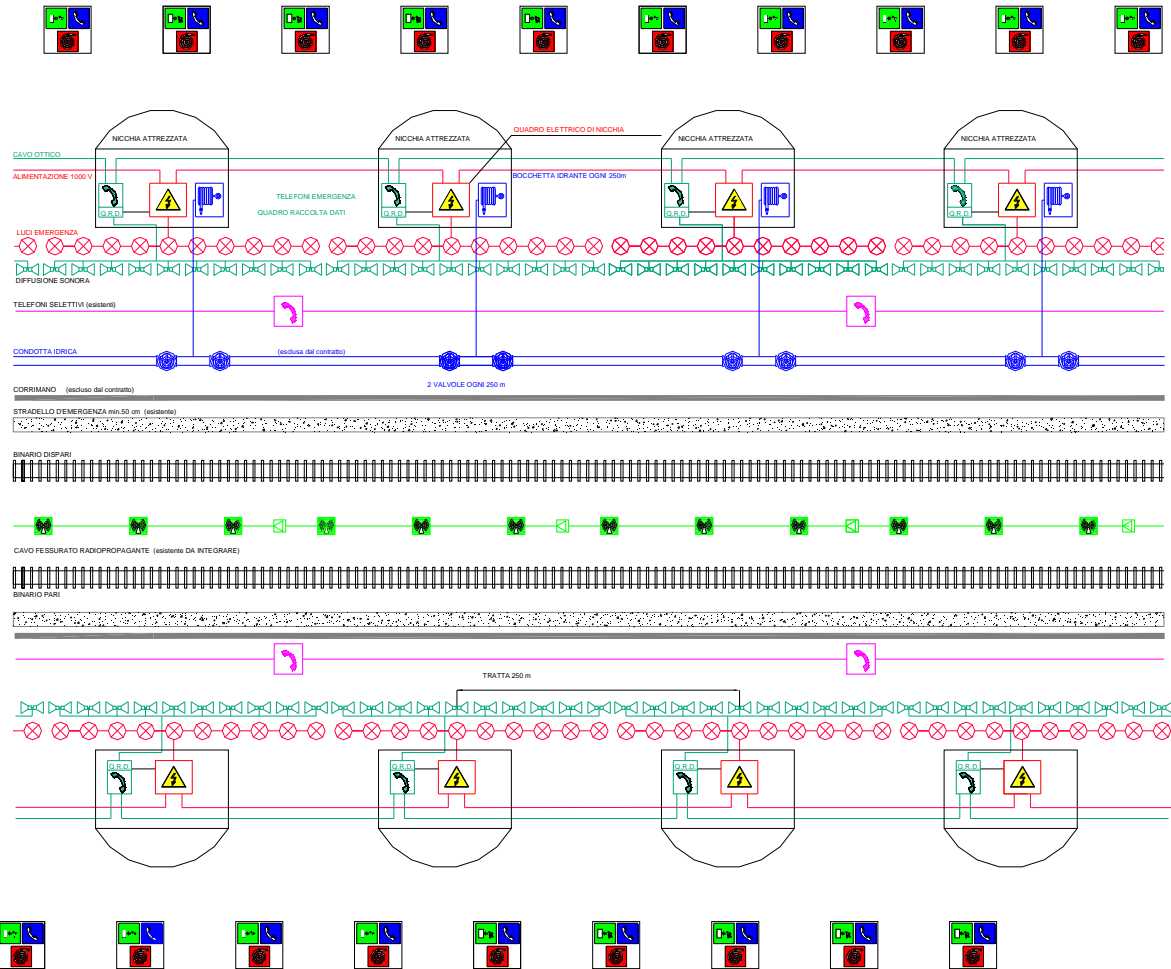 NICCHIA ATTREZZATA
NICCHIA ATTREZZATA
QUADRO ELETTRICO DI NICCHIA
NICCHIA ATTREZZATA
NICCHIA ATTREZZATA
CAVO OTTICO
ALIMENTAZIONE 1000 V
BOCCHETTA IDRANTE OGNI 250m
TELEFONI EMERGENZA
QUADRO RACCOLTA DATI
Q.R.D.
Q.R.D.
Q.R.D.
Q.R.D.
LUCI EMERGENZA
DIFFUSIONE SONORA
TELEFONI SELETTIVI (esistenti)
CONDOTTA IDRICA (esclusa dal contratto)
2 VALVOLE OGNI 250 m
CORRIMANO (escluso dal contratto)
STRADELLO D'EMERGENZA min.50 cm (esistente)
BINARIO DISPARI
CAVO FESSURATO RADIOPROPAGANTE (esistente DA INTEGRARE)
BINARIO PARI
TRATTA 250 m
Q.R.D.
Q.R.D.
Q.R.D.
Q.R.D.